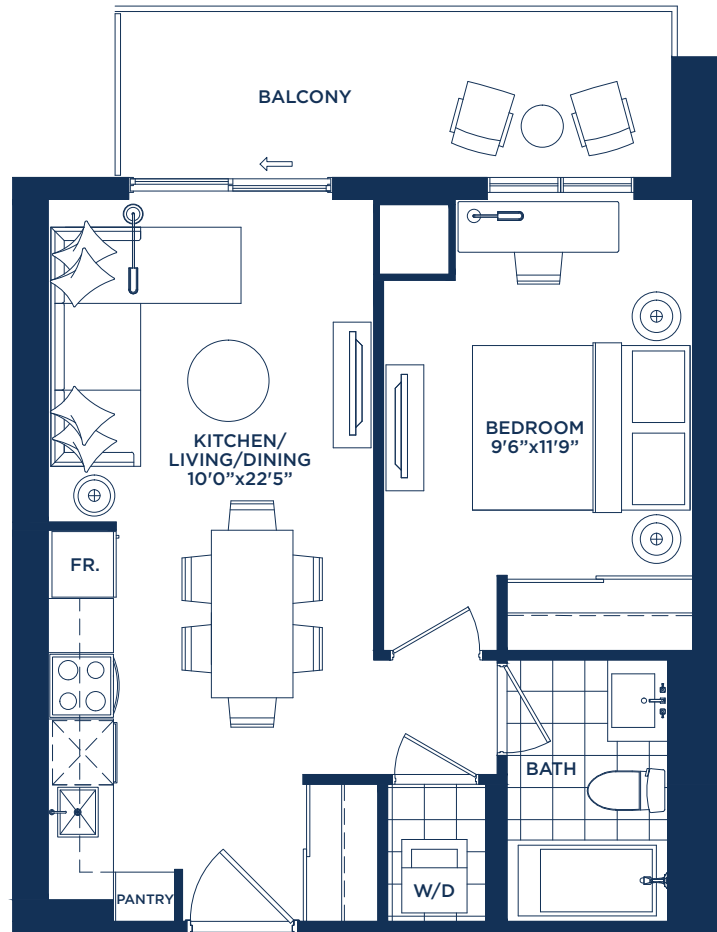 BALCONY
KITCHEN/
LIVING/DINING
10'0”x22'5”
BEDROOM
9'6”x11'9”
FR.
BATH
PANTRY
W/D